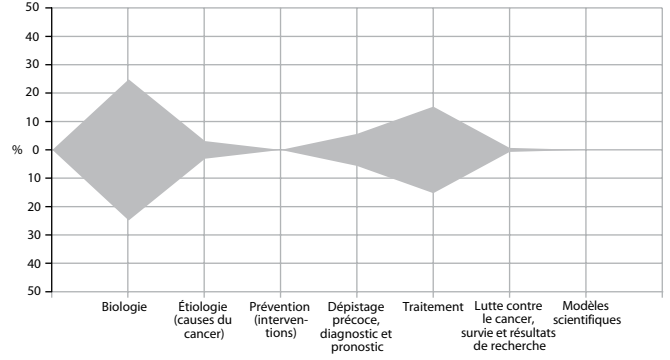 50
40
30
20
10
% 0
10
20
30
40
50
Biologie
Étiologie
(causes du
cancer)
Prévention
(interven-
tions)
Dépistage
précoce,
diagnostic et
pronostic
Traitement
Lutte contre
le cancer,
survie et résultats
de recherche
Modèles
scientifiques